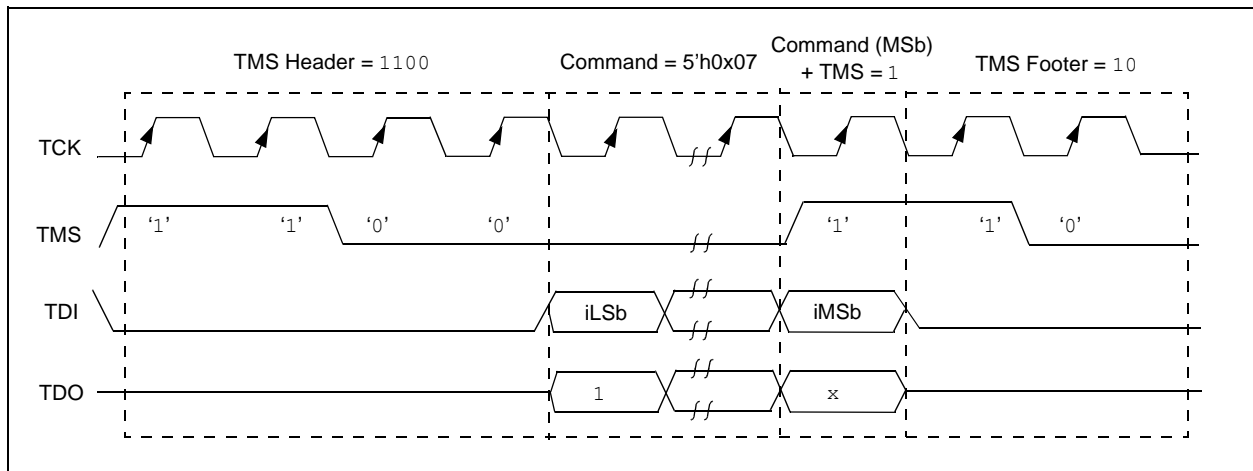 TMS Header = 1100
Command = 5'h0x07
Command (MSb)
+ TMS = 1
TMS Footer = 10
TCK
TMS
‘1’ ‘1’ ‘0’ ‘0’ ‘1’ ‘1’ ‘0’
TDI
iLSb
iMSb
TDO
1
x